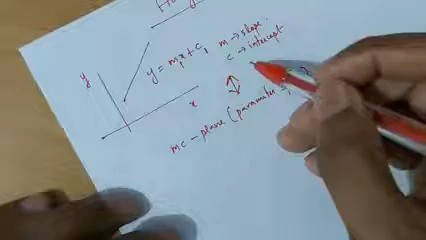 y
y = mx + c, m → slope.
c → intercept
x
mc - plane (parameter